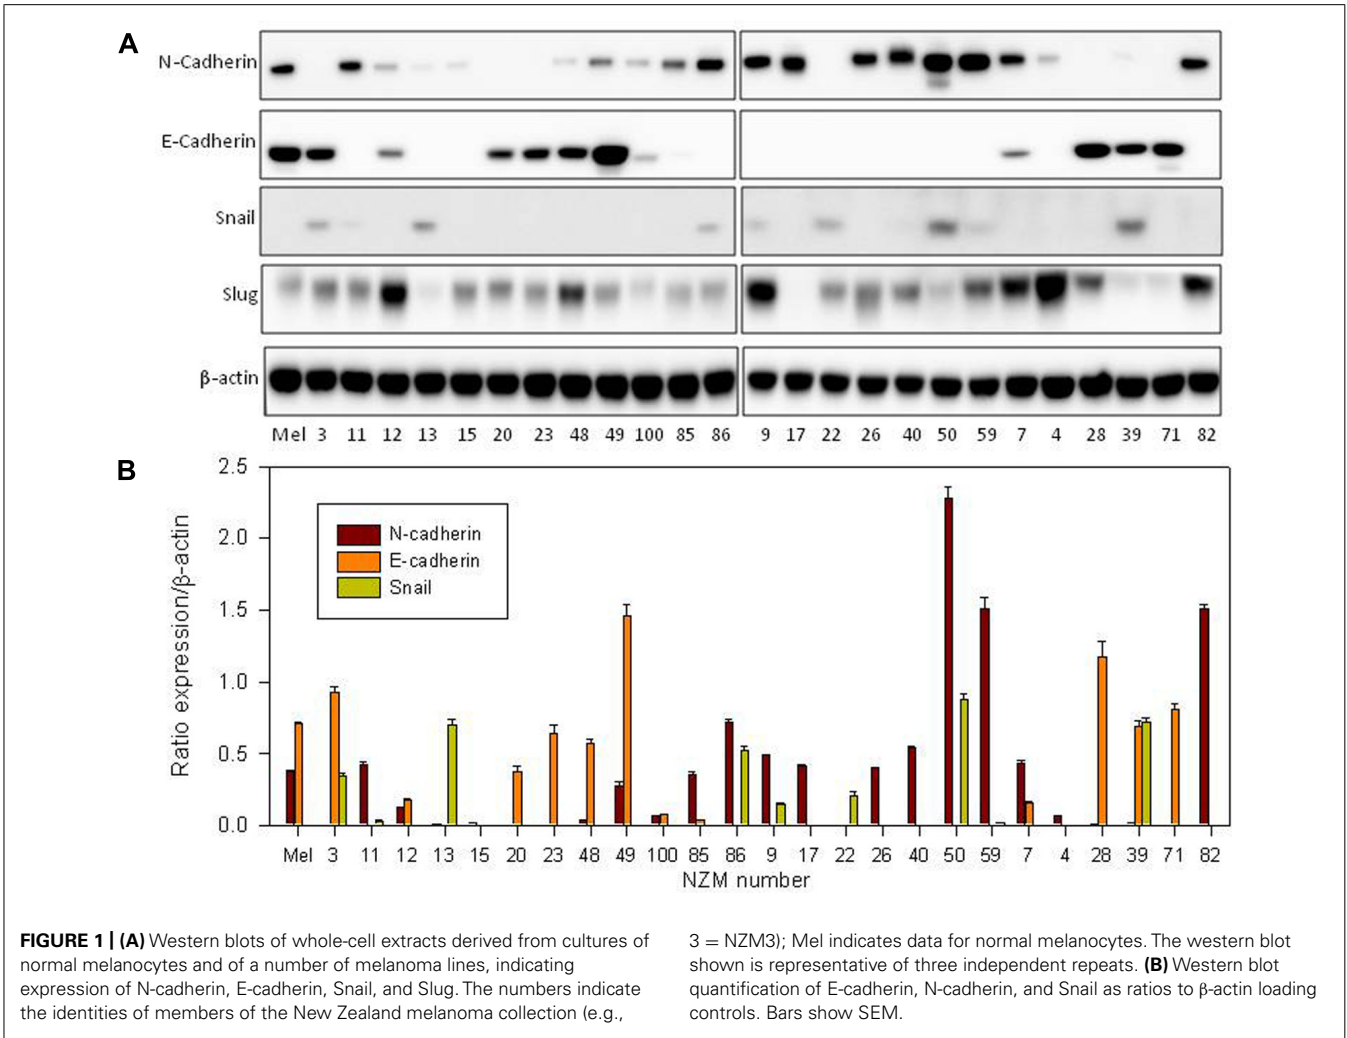 A
N-Cadherin
E-Cadherin
Snail
Slug
β-actin
Mel 3 11 12 13 15 20 23 48 49 100 85 86 9 17 22 26 40 50 59 7 4 28 39 71 82
B
2.5
2.0
1.5
1.0
0.5
0.0
Ratio expression/β-actin
N-cadherin
E-cadherin
Snail
Mel 3 11 12 13 15 20 23 48 49 100 85 86 9 17 22 26 40 50 59 7 4 28 39 71 82
NZM number
FIGURE 1 | (A) Western blots of whole-cell extracts derived from cultures of
normal melanocytes and of a number of melanoma lines, indicating
expression of N-cadherin, E-cadherin, Snail, and Slug. The numbers indicate
the identities of members of the New Zealand melanoma collection (e.g.,
3 = NZM3); Mel indicates data for normal melanocytes. The western blot
shown is representative of three independent repeats. (B) Western blot
quantification of E-cadherin, N-cadherin, and Snail as ratios to β-actin loading
controls. Bars show SEM.